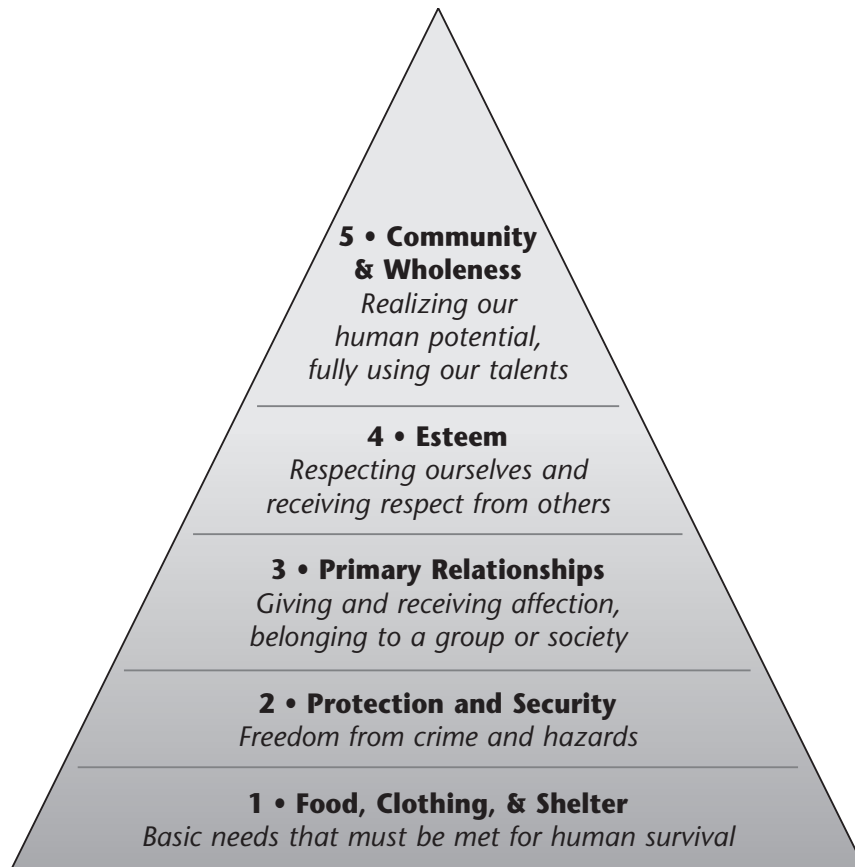 5 • Community
& Wholeness
Realizing our
human potential,
fully using our talents
4 • Esteem
Respecting ourselves and
receiving respect from others
3 • Primary Relationships
Giving and receiving affection,
belonging to a group or society
2 • Protection and Security
Freedom from crime and hazards
1 • Food, Clothing, & Shelter
Basic needs that must be met for human survival